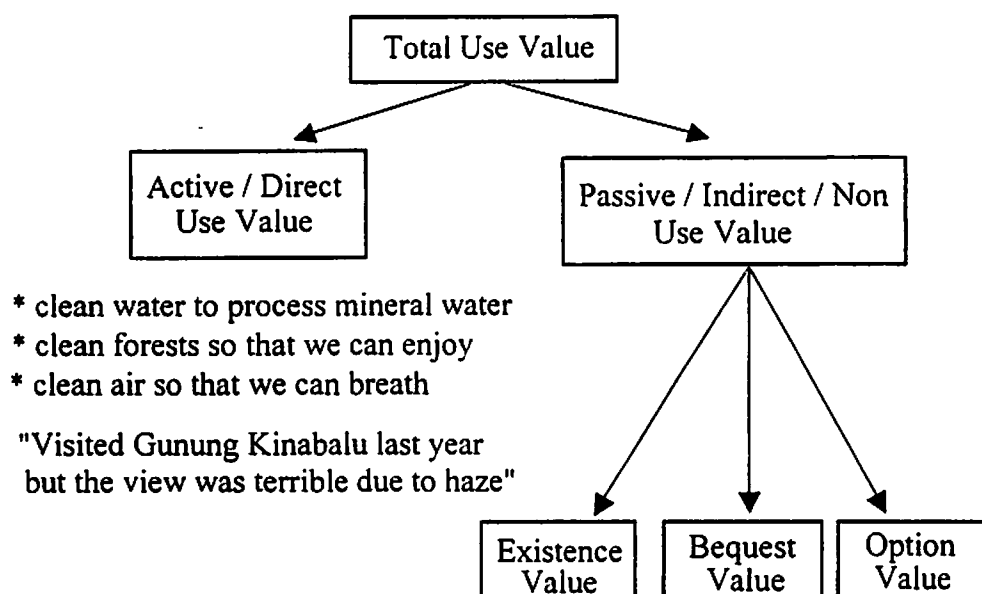 Total Use Value
Active / Direct
Use Value
Passive / Indirect / Non
Use Value
* clean water to process mineral water
* clean forests so that we can enjoy
* clean air so that we can breath
"Visited Gunung Kinabalu last year
but the view was terrible due to haze"
Existence
Value
Bequest
Value
Option
Value